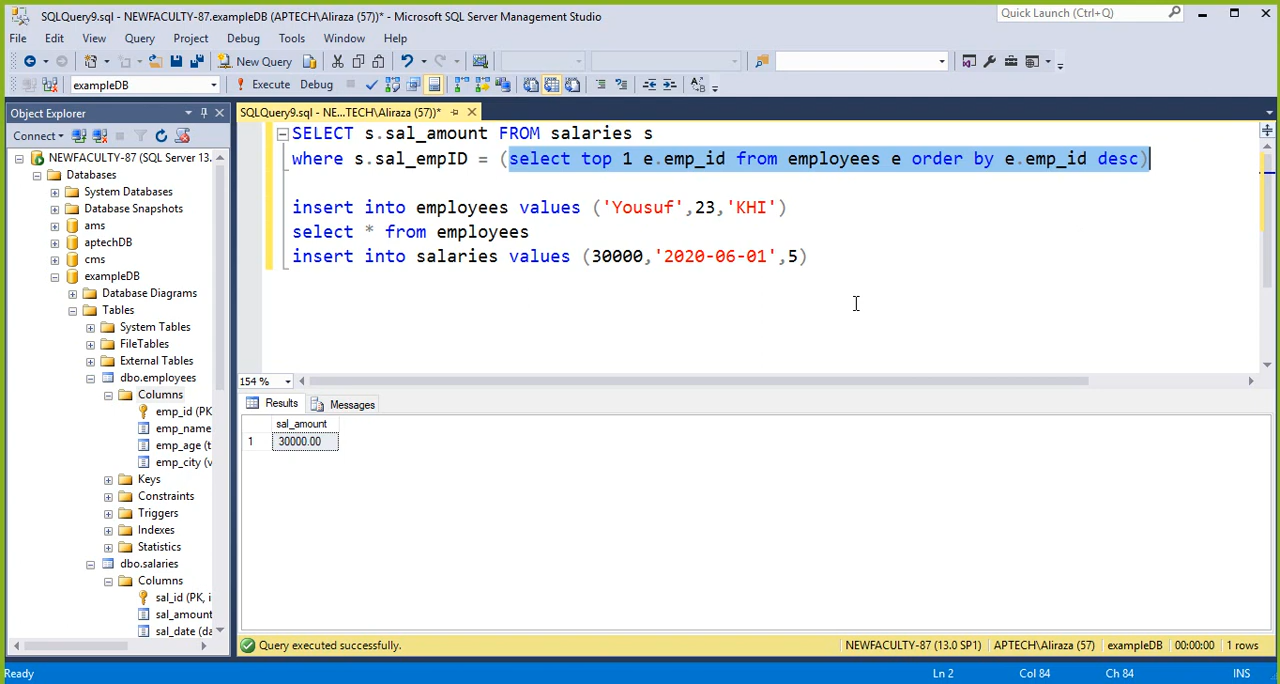 SQLQuery9.sql - NEWFACULTY-87.exampleDB (APTECH\Aliraza (57))* - Microsoft SQL Server Management Studio
Quick Launch (Ctrl+Q)
File Edit View Query Project Debug Tools Window Help
New Query
exampleDB
Execute Debug
Object Explorer
SQLQuery9.sql - NE...TECH\Aliraza (57))*
Connect
NEWFACULTY-87 (SQL Server 13.
Databases
System Databases
Database Snapshots
ams
aptechDB
cms
exampleDB
Database Diagrams
Tables
System Tables
FileTables
External Tables
dbo.employees
Columns
emp_id (PK
emp_name
emp_age (t
emp_city (v
Keys
Constraints
Triggers
Indexes
Statistics
dbo.salaries
Columns
sal_id (PK, i
sal_amount
sal_date (da
SELECT s.sal_amount FROM salaries s
where s.sal_empID = (select top 1 e.emp_id from employees e order by e.emp_id desc)
insert into employees values ('Yousuf',23,'KHI')
select * from employees
insert into salaries values (30000,'2020-06-01',5)
154 %
Results Messages
sal_amount
1 30000.00
Query executed successfully.
NEWFACULTY-87 (13.0 SP1) APTECH\Aliraza (57) exampleDB 00:00:00 1 rows
Ready Ln 2 Col 84 Ch 84 INS